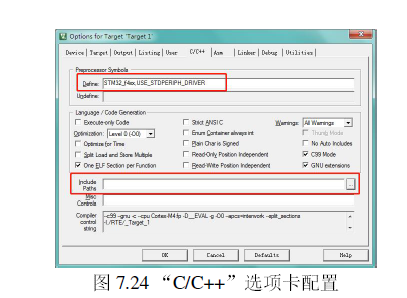 Options for Target 'Target 1'
Device Target Output Listing User C/C++ Asm Linker Debug Utilities
Preprocessor Symbols
Define: STM32_f4xx,USE_STDPERIPH_DRIVER
Undefine:
Language / Code Generation
Execute-only Code Strict ANSI C Warnings: All Warnings
Optimization: Level 0 (-O0) Enum Container always int Thumb Mode
Optimize for Time Plain Char is Signed No Auto Includes
Split Load and Store Multiple Read-Only Position Independent C99 Mode
One ELF Section per Function Read-Write Position Independent GNU extensions
Include Paths
Misc Controls
Compiler control string
--c99 --gnu -c --cpu Cortex-M4.fp -D__EVAL -g -O0 --apcs=interwork --split_sections
-I./RTE/_Target_1
OK Cancel Defaults Help
图 7.24 “C/C++”选项卡配置